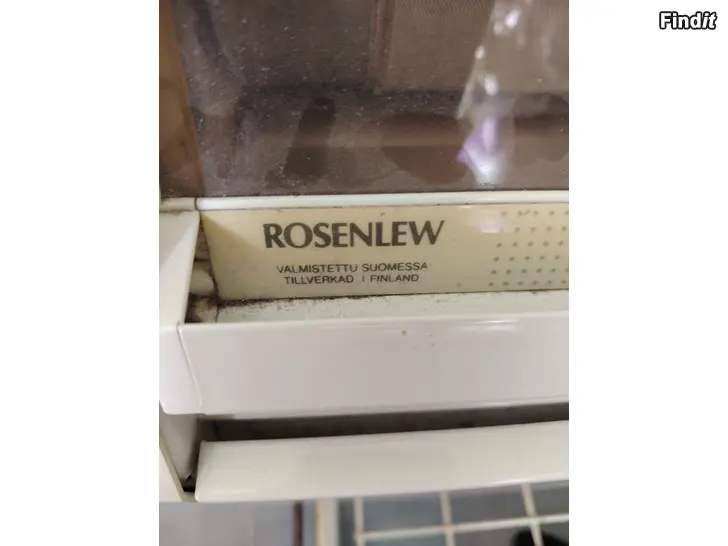 Findit
ROSENLEW
VALMISTETTU SUOMESSA
TILLVERKAD I FINLAND